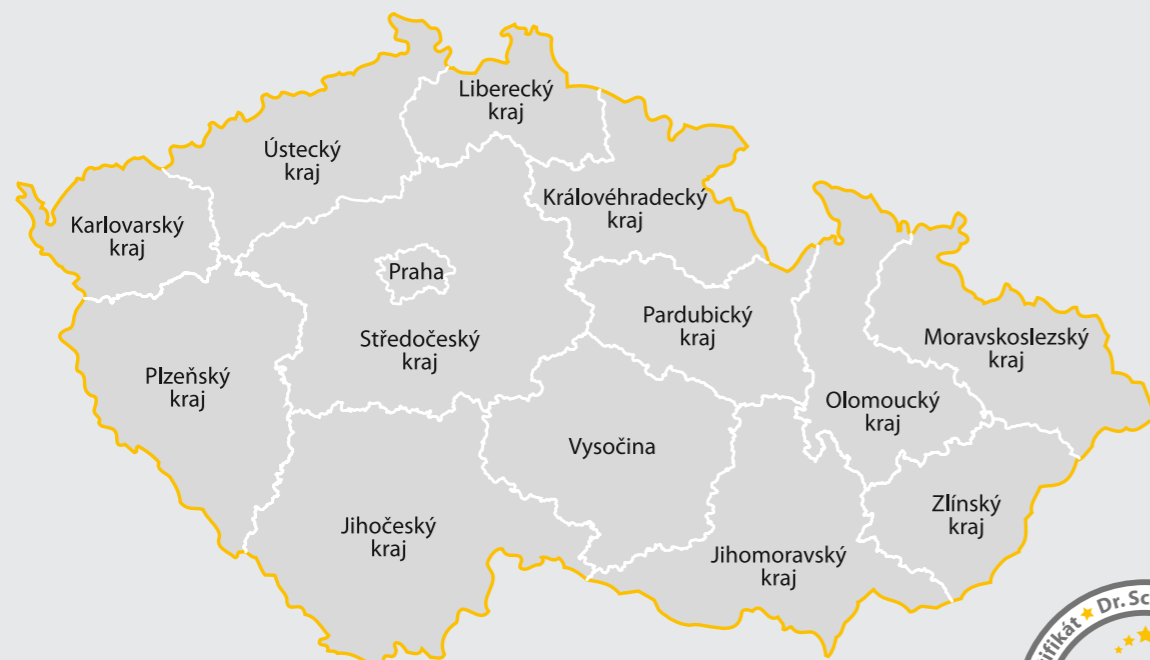 Liberecký
kraj
Ústecký
kraj
Královéhradecký
kraj
Karlovarský
kraj
Praha
Pardubický
kraj
Středočeský
kraj
Moravskoslezský
kraj
Plzeňský
kraj
Olomoucký
kraj
Vysočina
Zlínský
kraj
Jihočeský
kraj
Jihomoravský
kraj
Dr.